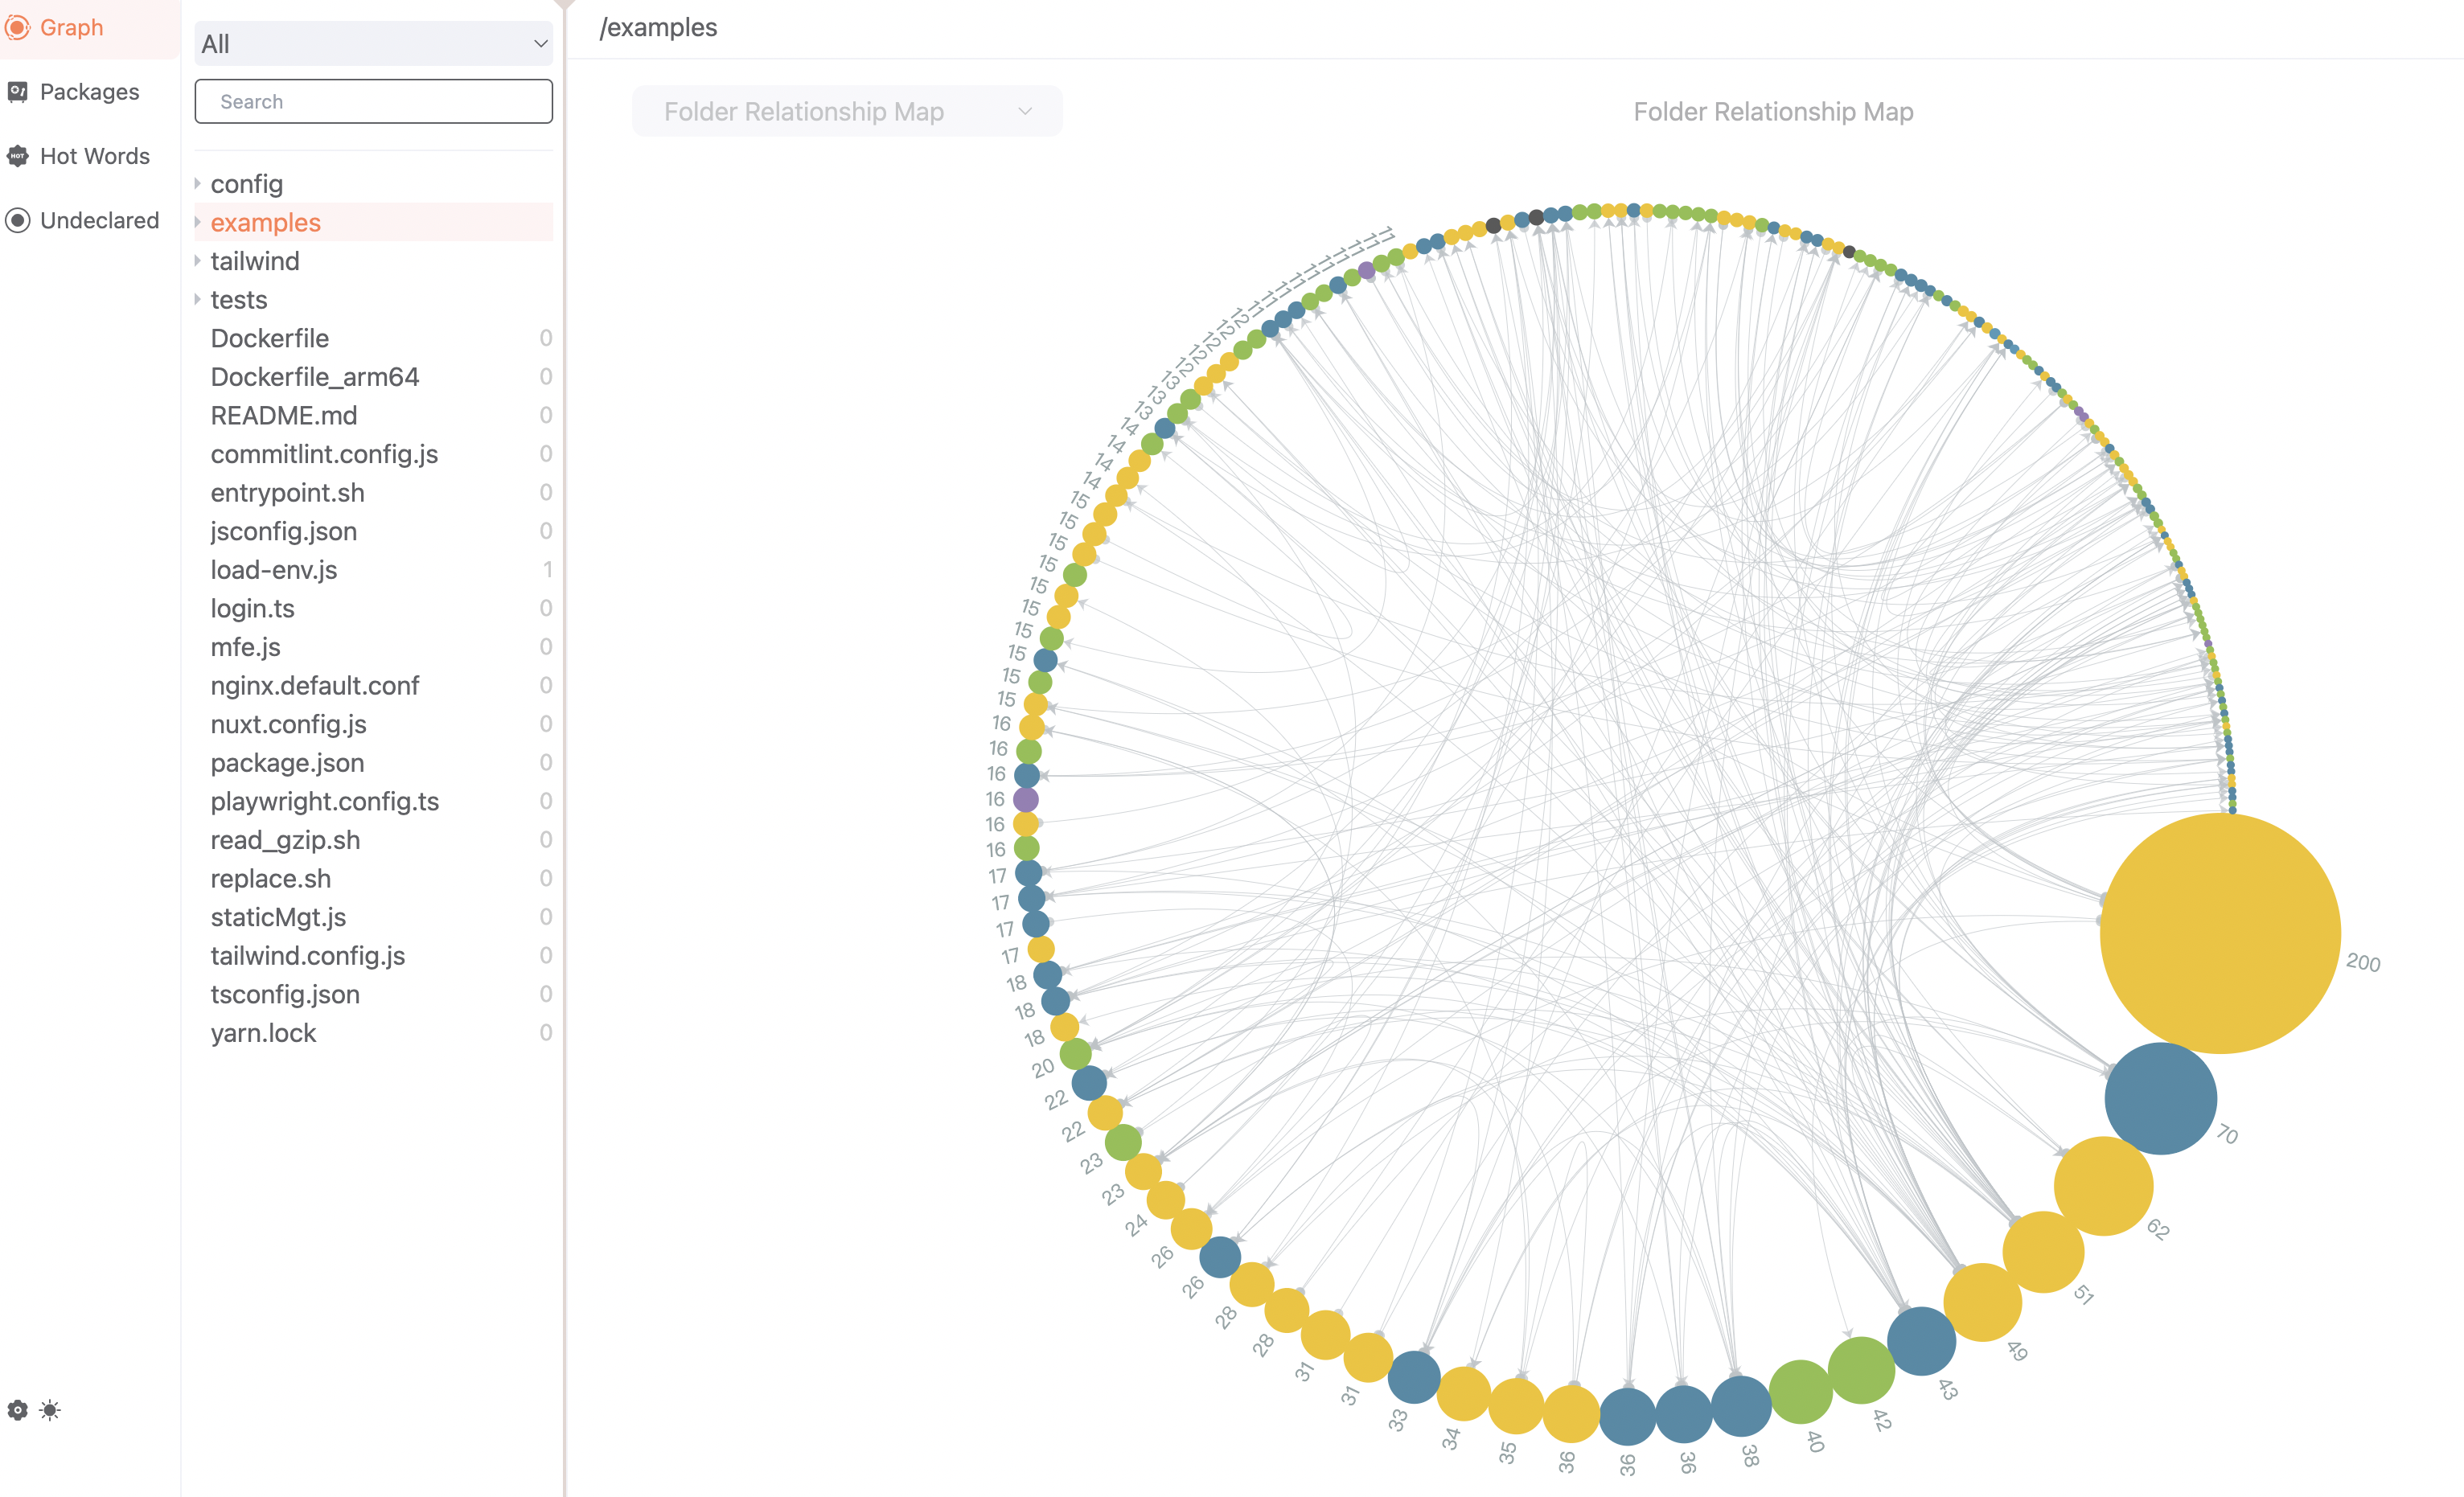 Graph
Packages
Hot Words
Undeclared
All
Search
config
examples
tailwind
tests
Dockerfile 0
Dockerfile_arm64 0
README.md 0
commitlint.config.js 0
entrypoint.sh 0
jsconfig.json 0
load-env.js 1
login.ts 0
mfe.js 0
nginx.default.conf 0
nuxt.config.js 0
package.json 0
playwright.config.ts 0
read_gzip.sh 0
replace.sh 0
staticMgt.js 0
tailwind.config.js 0
tsconfig.json 0
yarn.lock 0
/examples
Folder Relationship Map
Folder Relationship Map
200
70
62
51
49
43
42
40
38
36
36
36
35
34
33
31
31
28
28
26
26
24
23
23
22
22
20
18
18
18
17
17
17
17
16
16
16
16
16
16
15
15
15
15
15
15
15
15
15
15
14
14
14
14
13
13
12
12
12
12